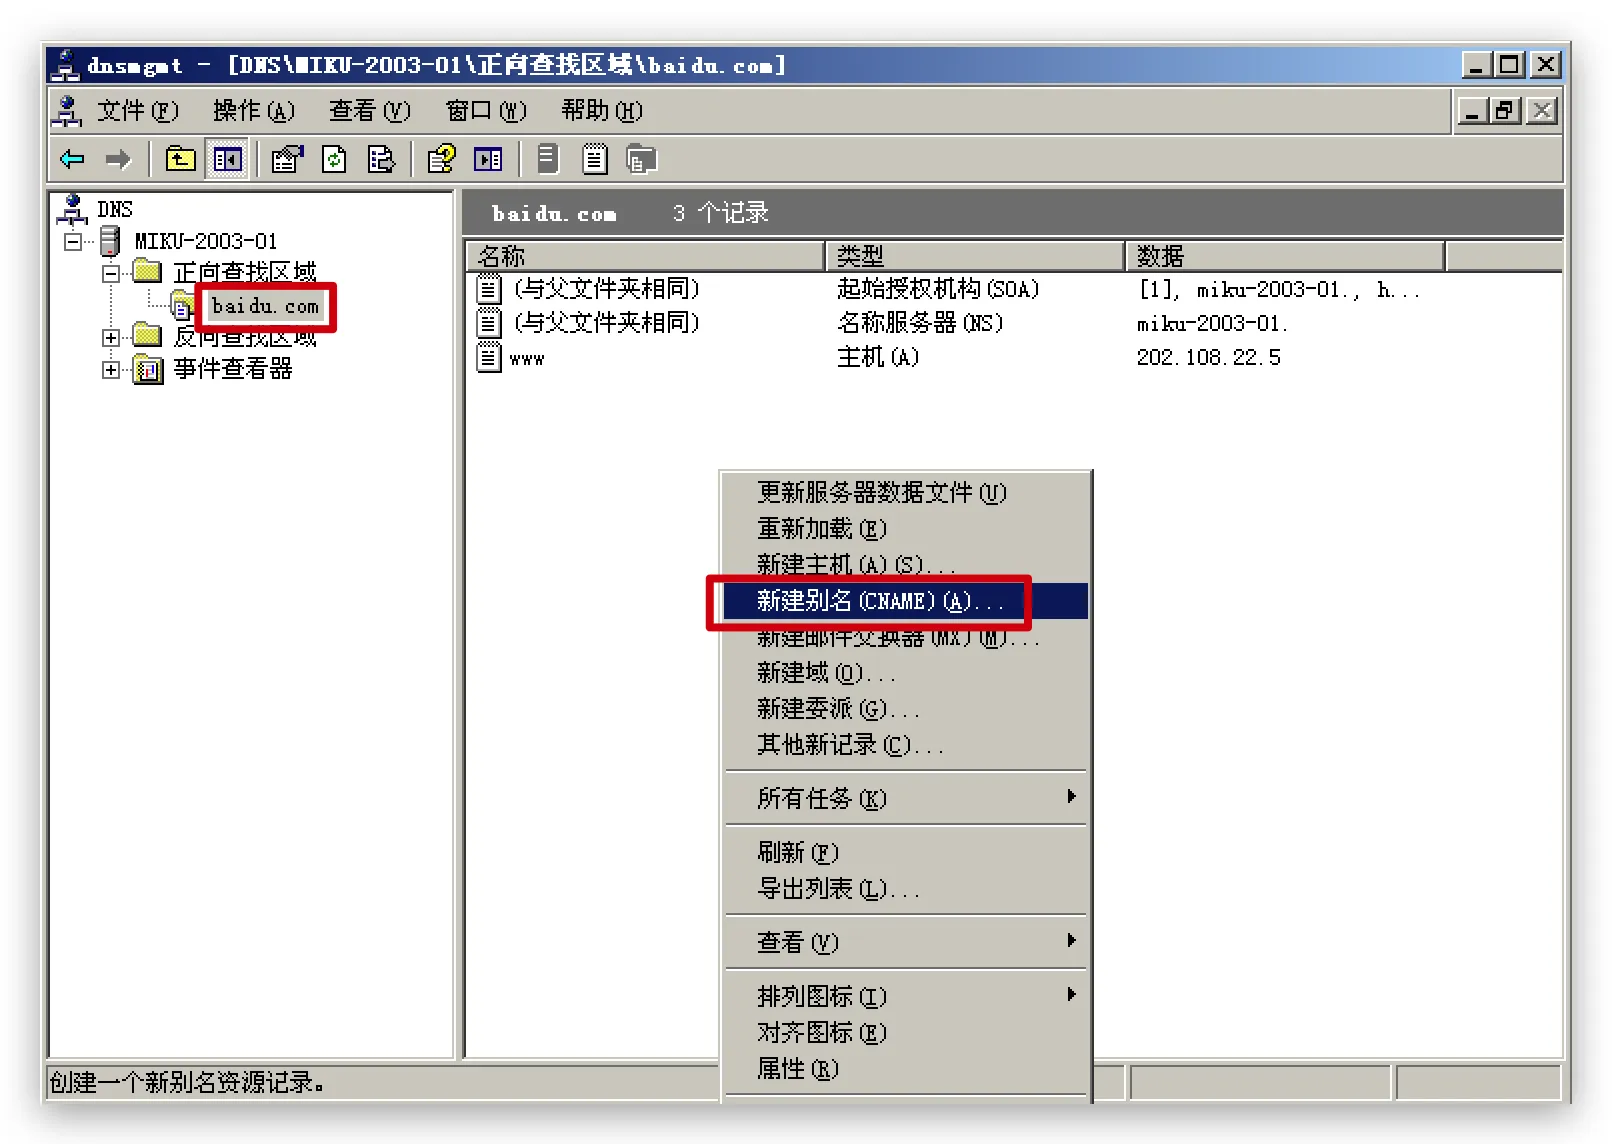 dnsmgmt - [DNS\MIKU-2003-01\正向查找区域\baidu.com]
文件(F) 操作(A) 查看(V) 窗口(W) 帮助(H)
DNS
MIKU-2003-01
正向查找区域
baidu.com
反向查找区域
事件查看器
baidu.com 3 个记录
名称 类型 数据
(与父文件夹相同) 起始授权机构(SOA) [1], miku-2003-01., h...
(与父文件夹相同) 名称服务器(NS) miku-2003-01.
www 主机(A) 202.108.22.5
更新服务器数据文件(U)
重新加载(E)
新建主机(A)(S)...
新建别名(CNAME)(A)...
新建邮件交换器(MX)(M)...
新建域(O)...
新建委派(G)...
其他新记录(C)...
所有任务(K)
刷新(F)
导出列表(L)...
查看(V)
排列图标(I)
对齐图标(E)
属性(R)
创建一个新别名资源记录。